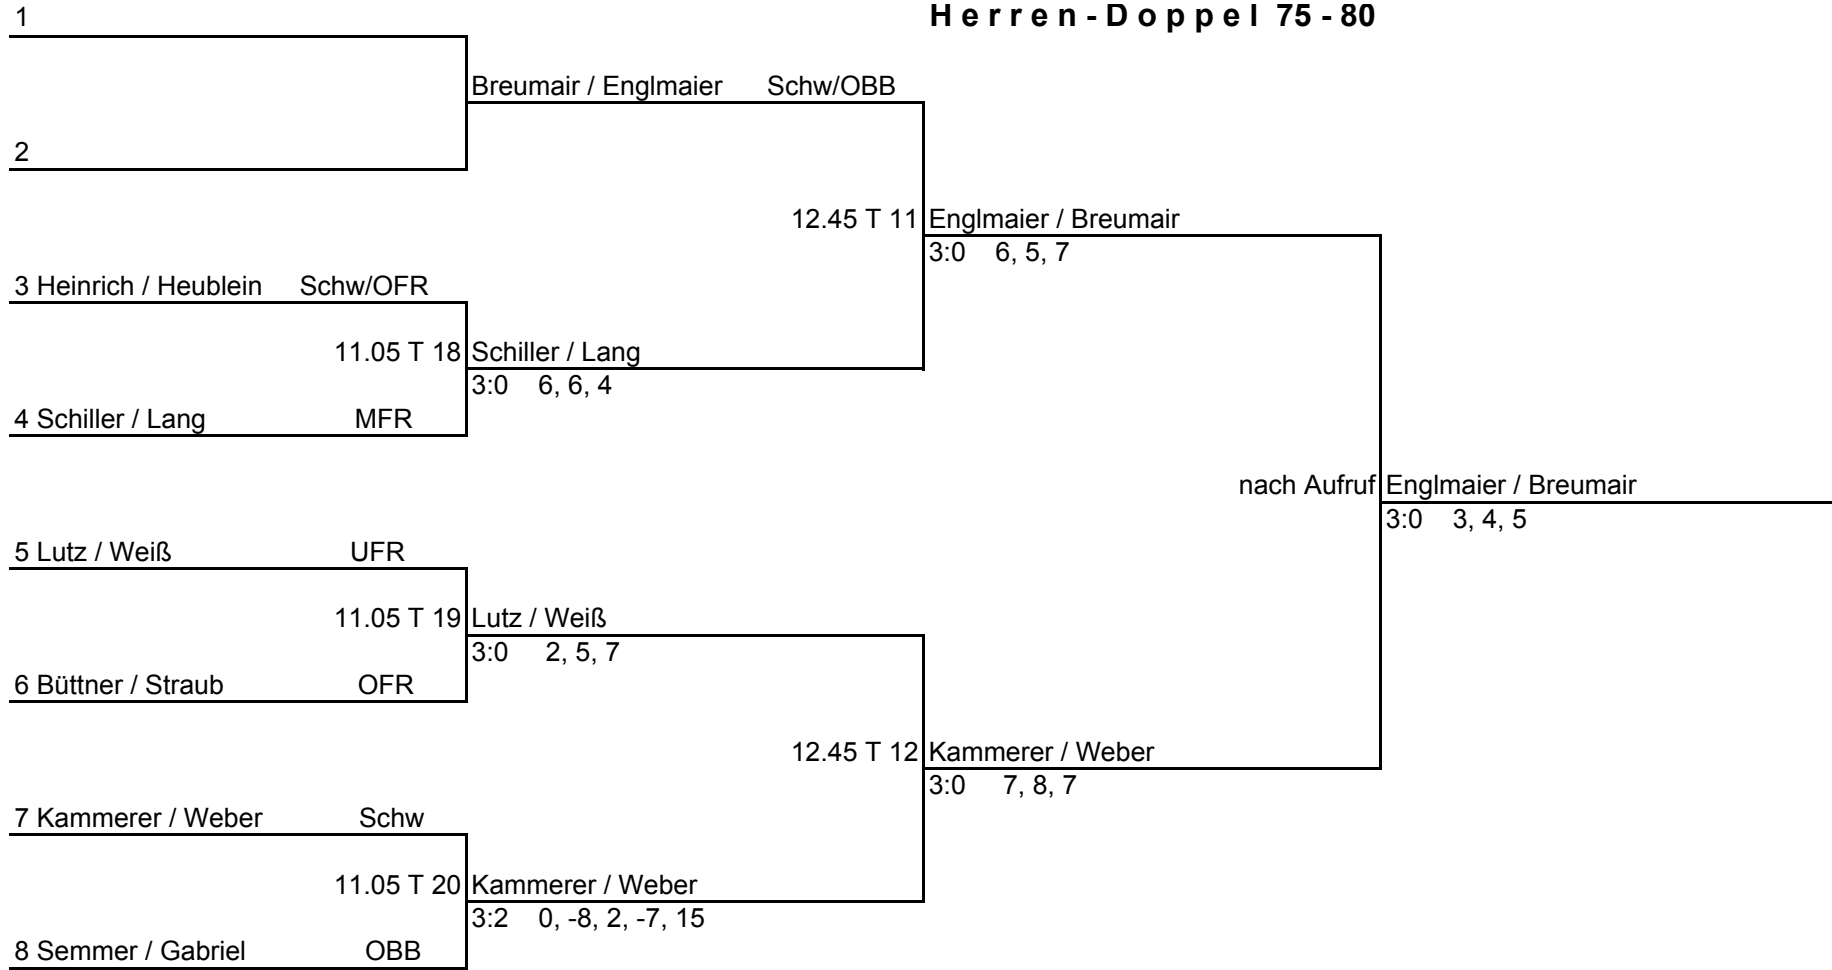 1
H e r r e n - D o p p e l 75 - 80
Breumair / Englmaier Schw/OBB
2
12.45 T 11 Englmaier / Breumair
3:0 6, 5, 7
3 Heinrich / Heublein Schw/OFR
11.05 T 18 Schiller / Lang
3:0 6, 6, 4
4 Schiller / Lang MFR
nach Aufruf Englmaier / Breumair
3:0 3, 4, 5
5 Lutz / Weiß UFR
11.05 T 19 Lutz / Weiß
3:0 2, 5, 7
6 Büttner / Straub OFR
12.45 T 12 Kammerer / Weber
3:0 7, 8, 7
7 Kammerer / Weber Schw
11.05 T 20 Kammerer / Weber
3:2 0, -8, 2, -7, 15
8 Semmer / Gabriel OBB